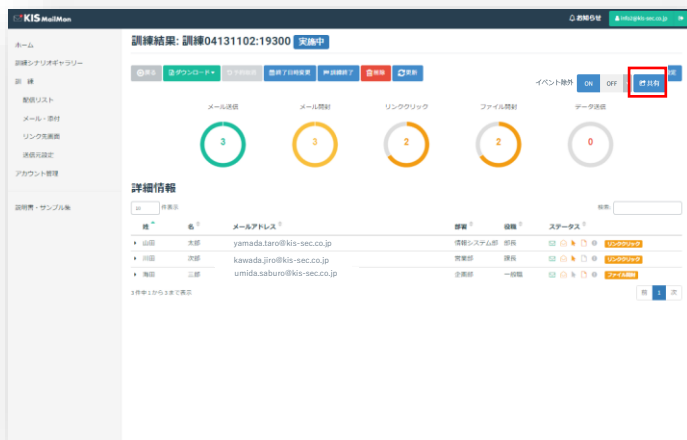 KIS MailMon
お知らせ
info@kis-sec.co.jp
ホーム
訓練シナリオギャラリー
訓 練
配信リスト
メール・添付
リンク先画面
送信元設定
アカウント管理
説明書・サンプル集
訓練結果: 訓練04131102:19300 実施中
戻る ダウンロード 予約取消 終了日時変更 訓練終了 削除 更新
イベント除外 ON OFF 共有
メール送信 メール開封 リンククリック ファイル開封 データ送信
3 3 2 2 0
詳細情報
10 件表示 検索:
姓 名 メールアドレス 部署 役職 ステータス
山田 太郎 yamada.taro@kis-sec.co.jp 情報システム部 部長 リンククリック
川田 次郎 kawada.jiro@kis-sec.co.jp 営業部 課長 リンククリック
海田 三郎 umida.saburo@kis-sec.co.jp 企画部 一般職 ファイル開封
3 件中 1 から 3 まで表示
前 1 次